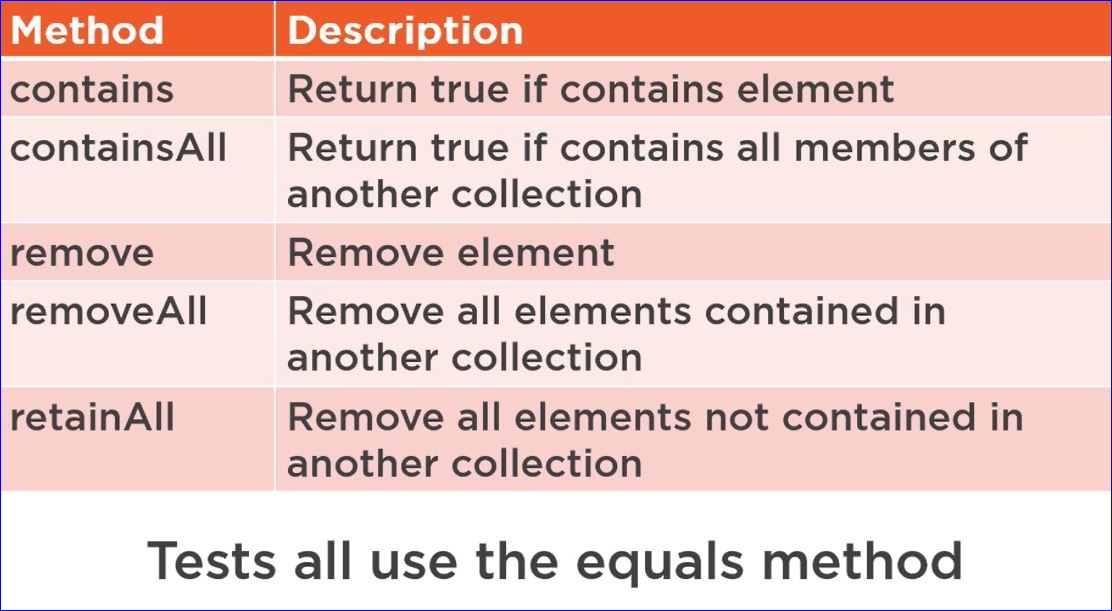 Method Description
contains Return true if contains element
containsAll Return true if contains all members of
another collection
remove Remove element
removeAll Remove all elements contained in
another collection
retainAll Remove all elements not contained in
another collection
Tests all use the equals method